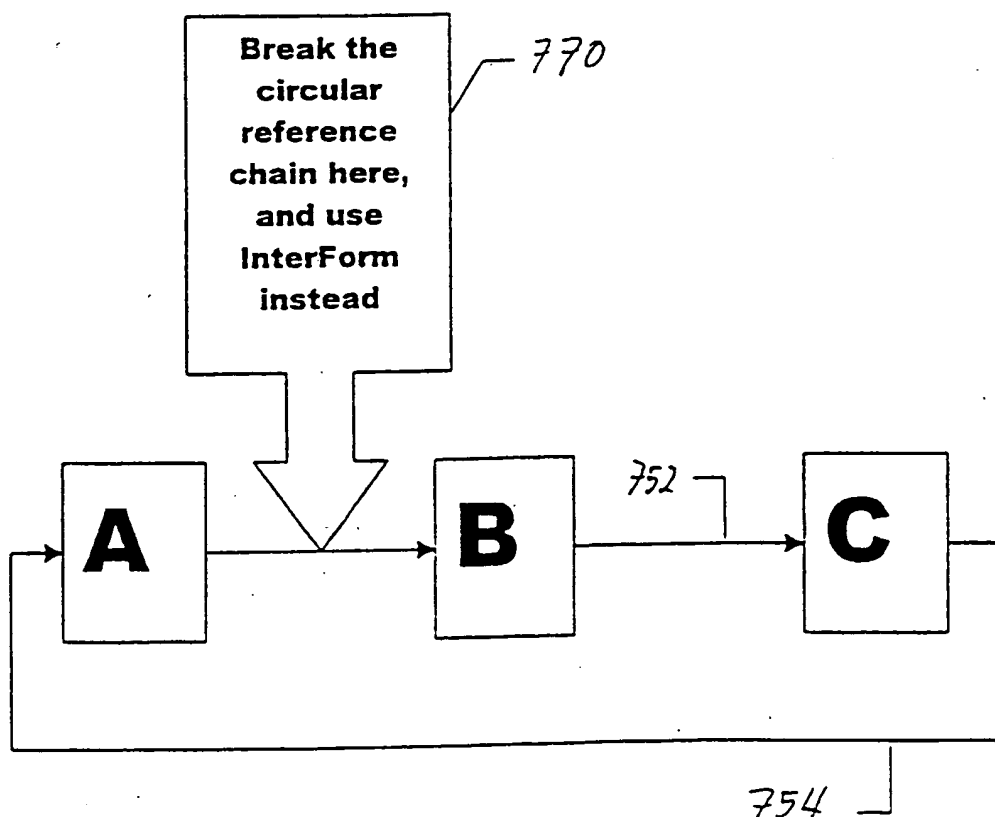 Break the
circular
reference
chain here,
and use
InterForm
instead
770
A
B
752
C
754